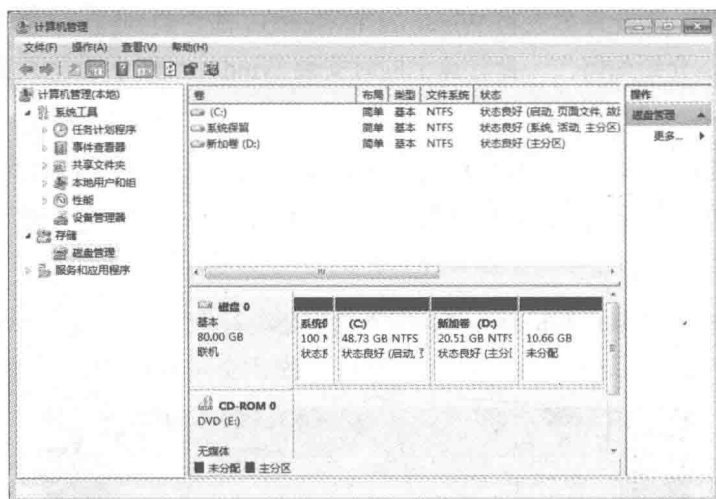 计算机管理
文件(F) 操作(A) 查看(V) 帮助(H)
计算机管理(本地)
系统工具
任务计划程序
事件查看器
共享文件夹
本地用户和组
性能
设备管理器
存储
磁盘管理
服务和应用程序
卷 布局 类型 文件系统 状态
(C:) 简单 基本 NTFS 状态良好 (启动, 页面文件, 故
系统保留 简单 基本 NTFS 状态良好 (系统, 活动, 主分区)
新加卷 (D:) 简单 基本 NTFS 状态良好 (主分区)
操作
磁盘管理
更多...
磁盘 0
基本
80.00 GB
联机
系统
100
状态
(C:)
48.73 GB NTFS
状态良好 (启动,
新加卷 (D:)
20.51 GB NTFS
状态良好 (主分
10.66 GB
未分配
CD-ROM 0
DVD (E:)
无媒体
未分配 主分区